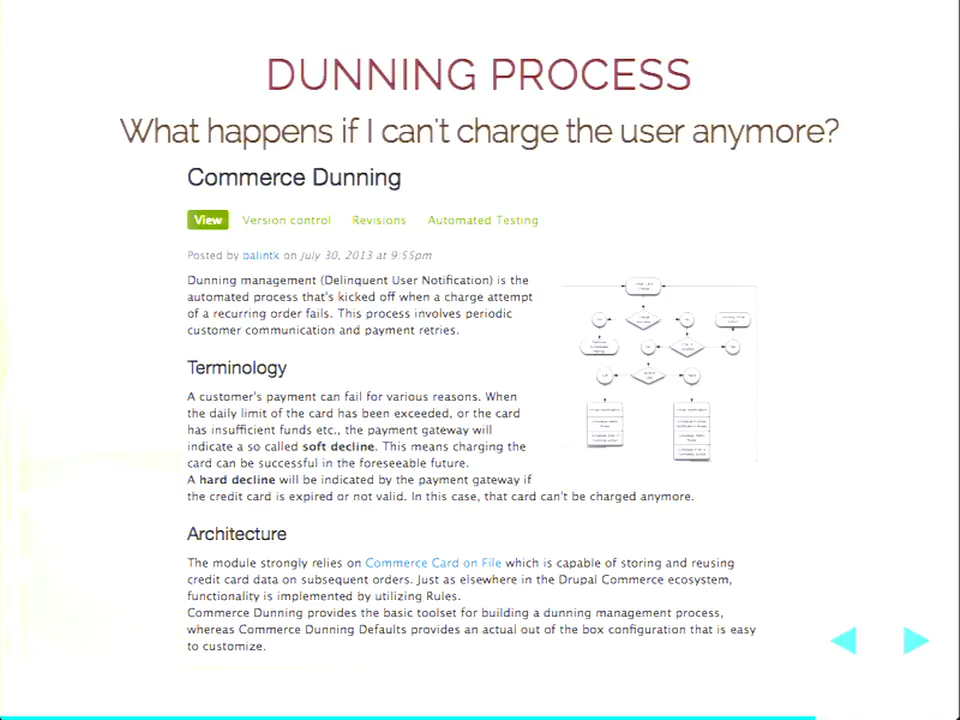 DUNNING PROCESS
What happens if I can't charge the user anymore?
Commerce Dunning
View Version control Revisions Automated Testing
Posted by balintk on July 30, 2013 at 9:55pm
Dunning management (Delinquent User Notification) is the
automated process that's kicked off when a charge attempt
of a recurring order fails. This process involves periodic
customer communication and payment retries.
Terminology
A customer's payment can fail for various reasons. When
the daily limit of the card has been exceeded, or the card
has insufficient funds etc., the payment gateway will
indicate a so called soft decline. This means charging the
card can be successful in the foreseeable future.
A hard decline will be indicated by the payment gateway if
the credit card is expired or not valid. In this case, that card can't be charged anymore.
Architecture
The module strongly relies on Commerce Card on File which is capable of storing and reusing
credit card data on subsequent orders. Just as elsewhere in the Drupal Commerce ecosystem,
functionality is implemented by utilizing Rules.
Commerce Dunning provides the basic toolset for building a dunning management process,
whereas Commerce Dunning Defaults provides an actual out of the box configuration that is easy
to customize.